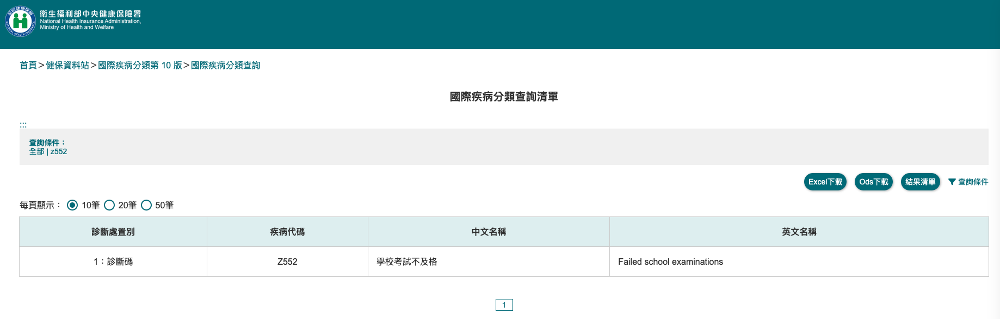 衛生福利部中央健康保險署
National Health Insurance Administration,
Ministry of Health and Welfare
首頁>健保資料站>國際疾病分類第 10 版>國際疾病分類查詢
國際疾病分類查詢清單
:::
查詢條件：
全部 | z552
Excel下載 Ods下載 結果清單 查詢條件
每頁顯示： 10筆 20筆 50筆
診斷處置別 疾病代碼 中文名稱 英文名稱
1：診斷碼 Z552 學校考試不及格 Failed school examinations
1